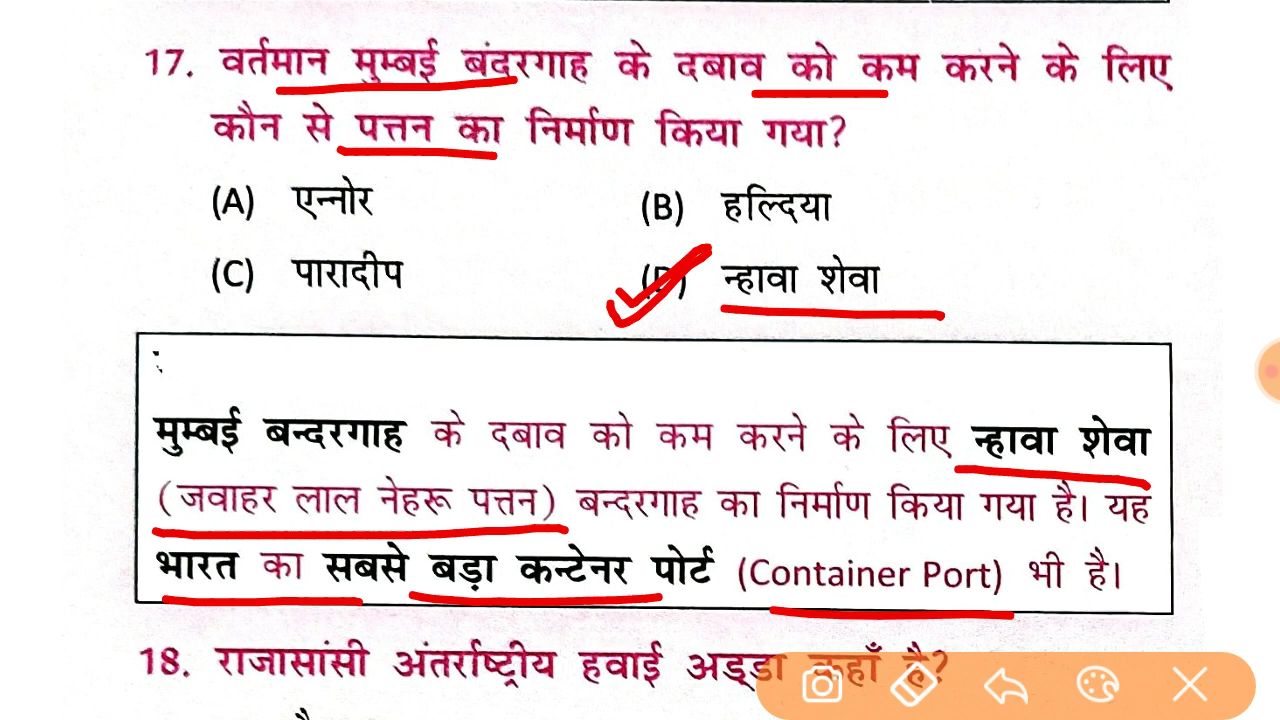 17. वर्तमान मुम्बई बंदरगाह के दबाव को कम करने के लिए
कौन से पत्तन का निर्माण किया गया?
(A) एन्नोर (B) हल्दिया
(C) पारादीप (D) न्हावा शेवा
मुम्बई बन्दरगाह के दबाव को कम करने के लिए न्हावा शेवा
(जवाहर लाल नेहरू पत्तन) बन्दरगाह का निर्माण किया गया है। यह
भारत का सबसे बड़ा कन्टेनर पोर्ट (Container Port) भी है।
18. राजासांसी अंतर्राष्ट्रीय हवाई अड्डा कहाँ है?